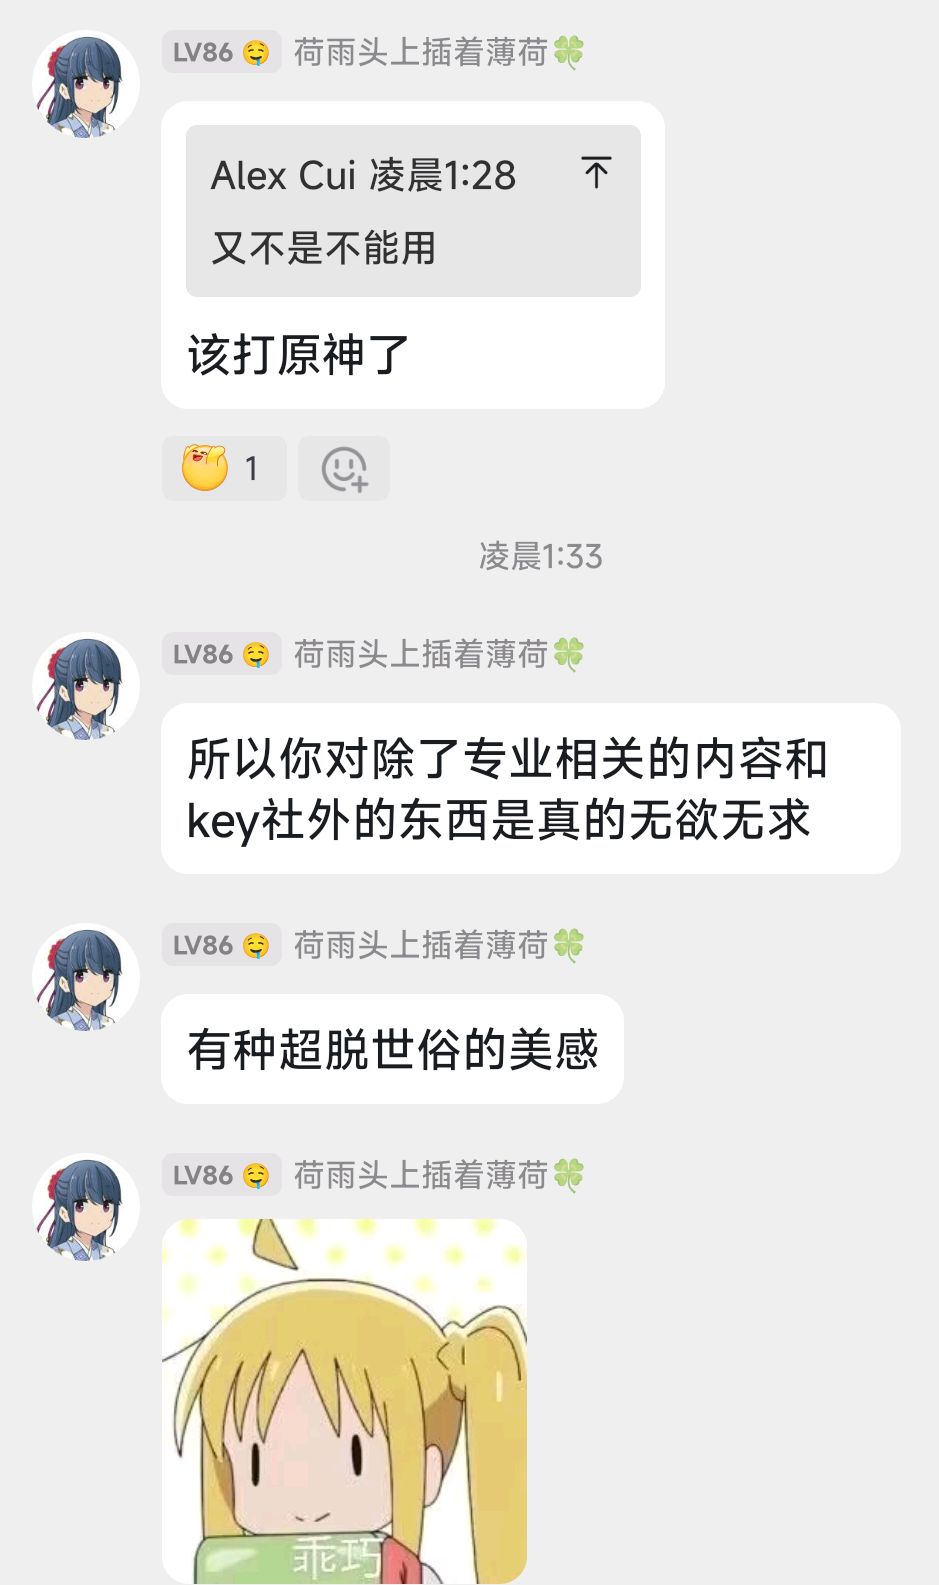 LV86 🤤 荷雨头上插着薄荷🍀
Alex Cui 凌晨1:28
又不是不能用
该打原神了
1
凌晨1:33
LV86 🤤 荷雨头上插着薄荷🍀
所以你对除了专业相关的内容和
key社外的东西是真的无欲无求
LV86 🤤 荷雨头上插着薄荷🍀
有种超脱世俗的美感
LV86 🤤 荷雨头上插着薄荷🍀
乖巧